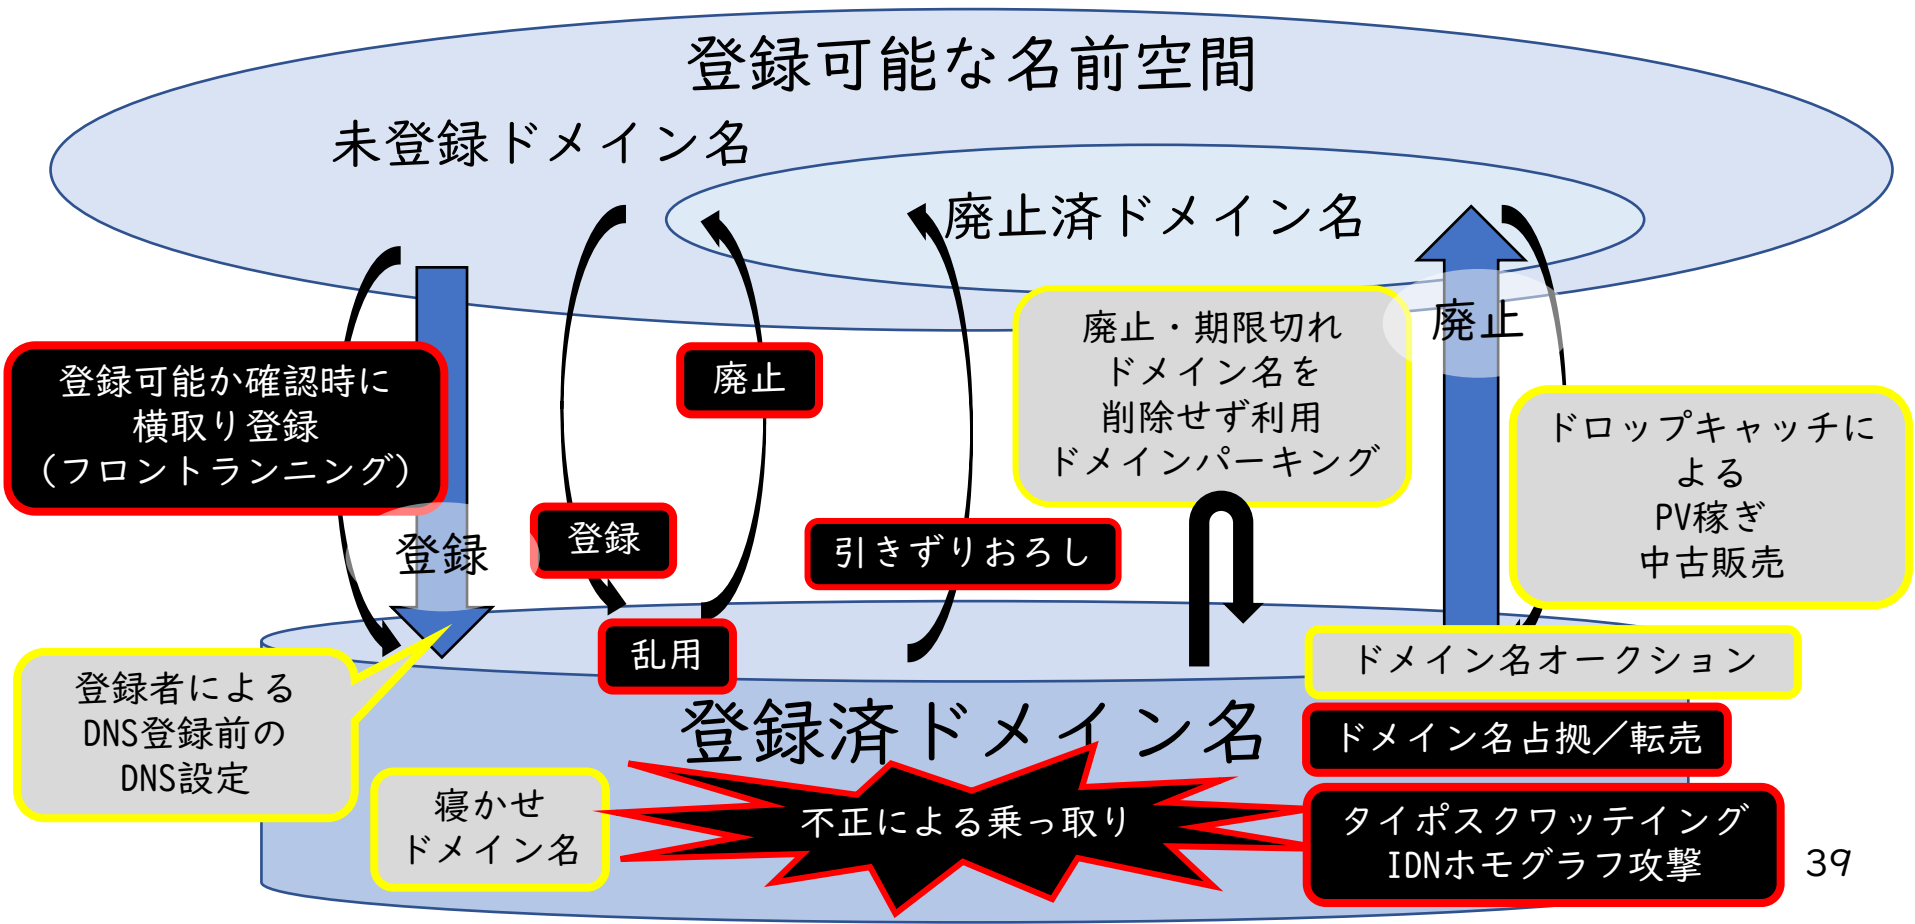 登録可能な名前空間
未登録ドメイン名
廃止済ドメイン名
廃止・期限切れ
ドメイン名を
削除せず利用
ドメインパーキング
廃止
登録可能か確認時に
横取り登録
(フロントランニング)
廃止
ドロップキャッチに
よる
PV稼ぎ
中古販売
登録
登録
引きずりおろし
乱用
登録者による
DNS登録前の
DNS設定
ドメイン名オークション
登録済ドメイン名
ドメイン名占拠／転売
寝かせ
ドメイン名
不正による乗っ取り
タイポスクワッテイング
IDNホモグラフ攻撃
39